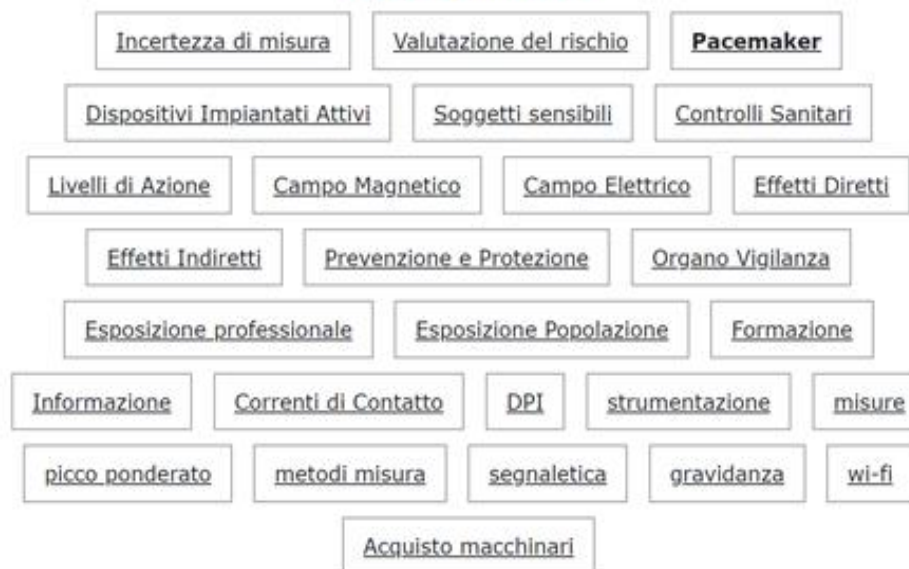 Incertezza di misura Valutazione del rischio Pacemaker
Dispositivi Impiantati Attivi Soggetti sensibili Controlli Sanitari
Livelli di Azione Campo Magnetico Campo Elettrico Effetti Diretti
Effetti Indiretti Prevenzione e Protezione Organo Vigilanza
Esposizione professionale Esposizione Popolazione Formazione
Informazione Correnti di Contatto DPI strumentazione misure
picco ponderato metodi misura segnaletica gravidanza wi-fi
Acquisto macchinari